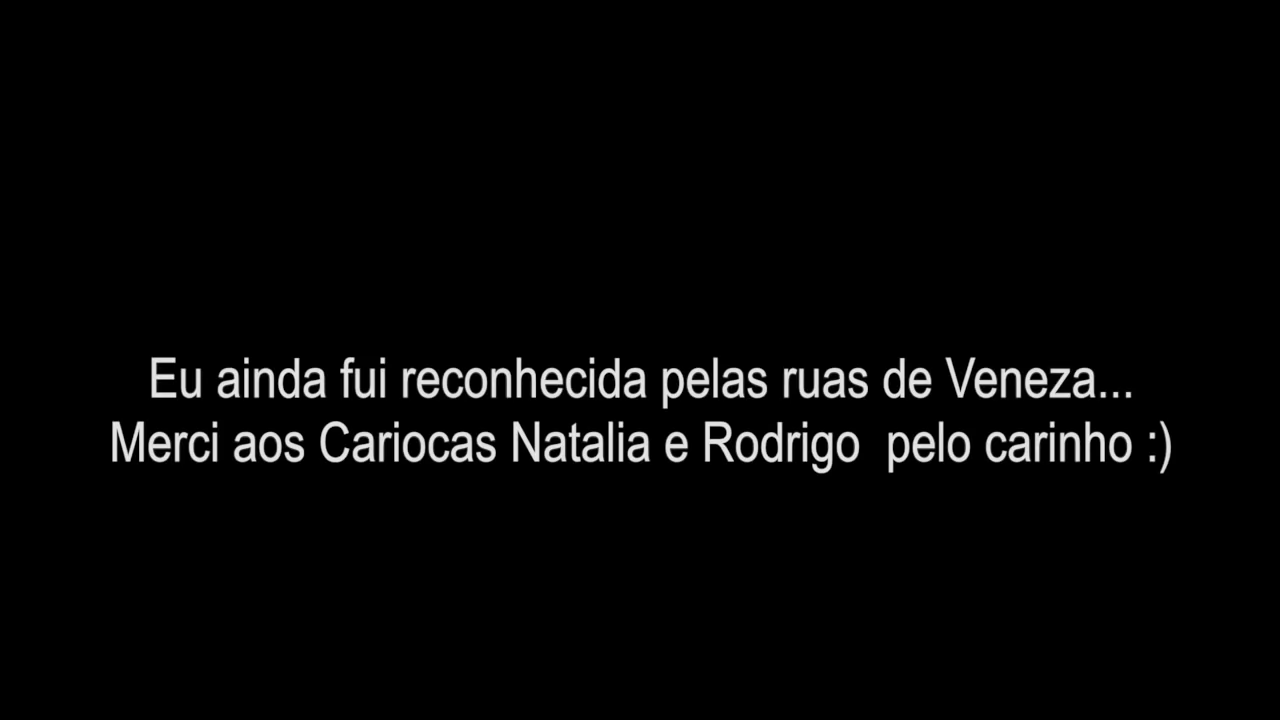 Eu ainda fui reconhecida pelas ruas de Veneza...
Merci aos Cariocas Natalia e Rodrigo  pelo carinho :)